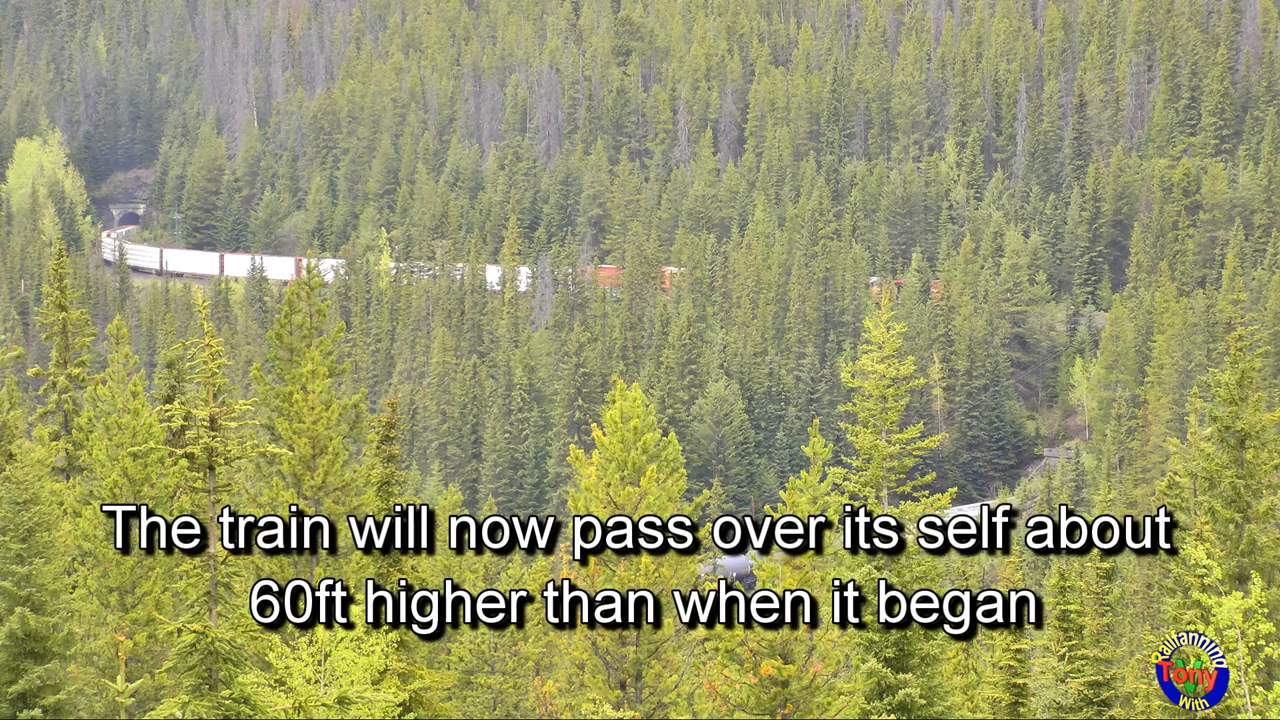 The train will now pass over its self about
60ft higher than when it began
Railfanning
Tony V
With